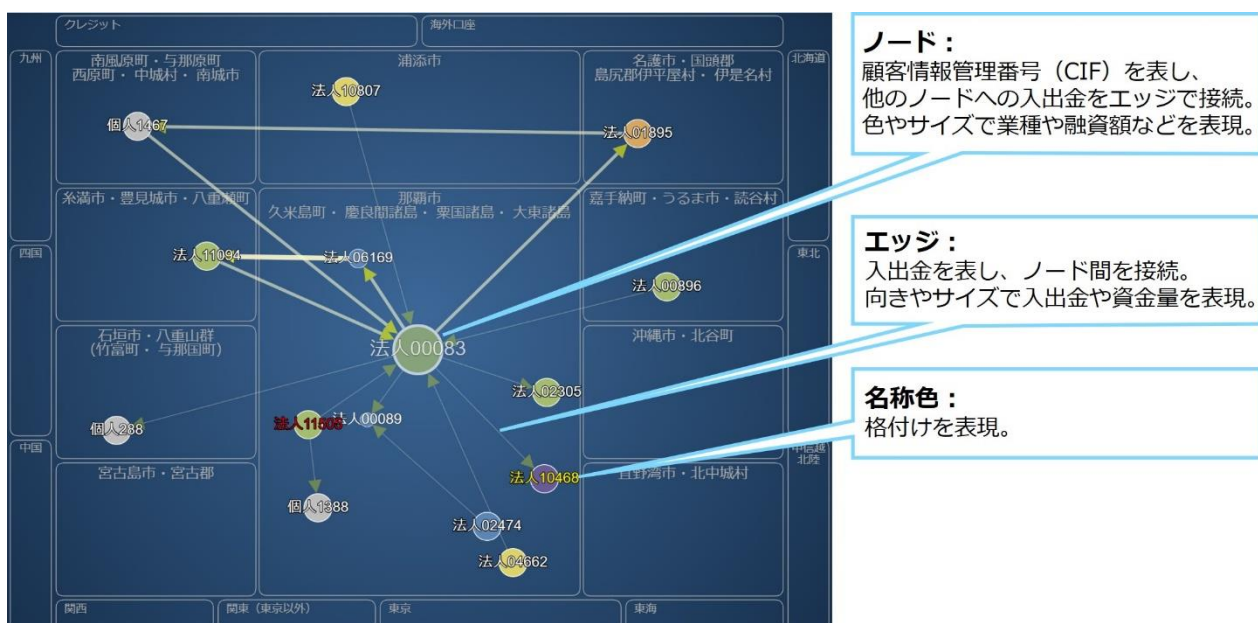 クレジット
海外口座
九州
南風原町・与那原町
西原町・中城村・南城市
浦添市
名護市・国頭郡
島尻郡伊平屋村・伊是名村
北海道
法人10807
個人1467
法人01895
糸満市・豊見城市・八重瀬町
那覇市
久米島町・慶良間諸島・粟国諸島・大東諸島
嘉手納町・うるま市・読谷村
四国
法人11094
法人06169
東北
法人00896
石垣市・八重山群
(竹富町・与那国町)
法人00083
沖縄市・北谷町
法人02305
個人288
法人11505
法人00089
中国
宮古島市・宮古郡
法人10468
宜野湾市・北中城村
甲信越
北陸
個人1388
法人02474
法人04662
関西
関東(東京以外)
東京
東海
ノード:
顧客情報管理番号(CIF)を表し、
他のノードへの入出金をエッジで接続。
色やサイズで業種や融資額などを表現。
エッジ:
入出金を表し、ノード間を接続。
向きやサイズで入出金や資金量を表現。
名称色:
格付けを表現。